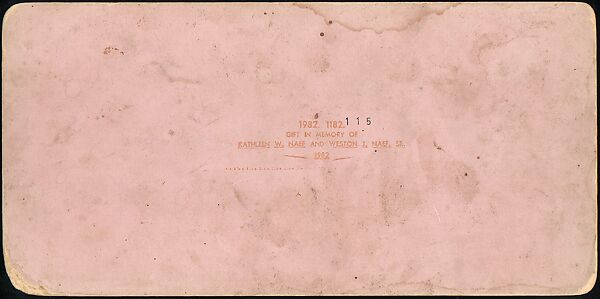 1982. 1182.115
GIFT IN MEMORY OF
KATHLEEN W. NAEF AND WESTON J. NAEF, SR.
1982